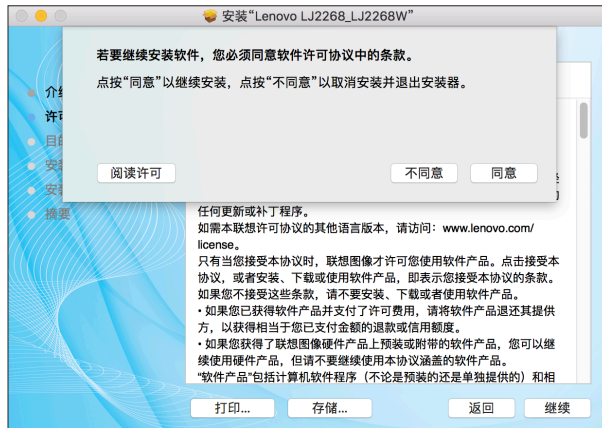 安装“Lenovo LJ2268_LJ2268W”
若要继续安装软件，您必须同意软件许可协议中的条款。
点按“同意”以继续安装，点按“不同意”以取消安装并退出安装器。
阅读许可
不同意
同意
介
许
目
安
安
摘要
任何更新或补丁程序。
如需本联想许可协议的其他语言版本，请访问：www.lenovo.com/
license。
只有当您接受本协议时，联想图像才许可您使用软件产品。点击接受本
协议，或者安装、下载或使用软件产品，即表示您接受本协议的条款。
如果您不接受这些条款，请不要安装、下载或者使用软件产品。
• 如果您已获得软件产品并支付了许可费用，请将软件产品退还其提供
方，以获得相当于您已支付金额的退款或信用额度。
• 如果您获得了联想图像硬件产品上预装或附带的软件产品，您可以继
续使用硬件产品，但请不要继续使用本协议涵盖的软件产品。
“软件产品”包括计算机软件程序（不论是预装的还是单独提供的）和相
打印...
存储...
返回
继续